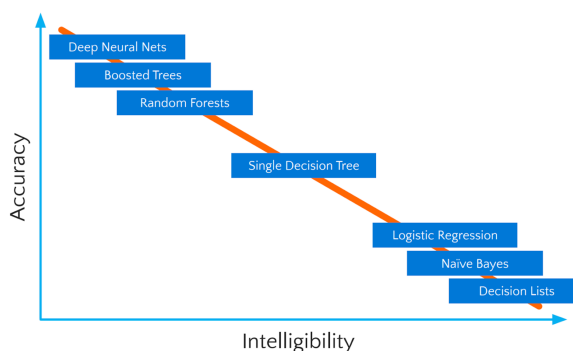 Deep Neural Nets
Boosted Trees
Random Forests
Single Decision Tree
Logistic Regression
Naïve Bayes
Decision Lists
Accuracy
Intelligibility